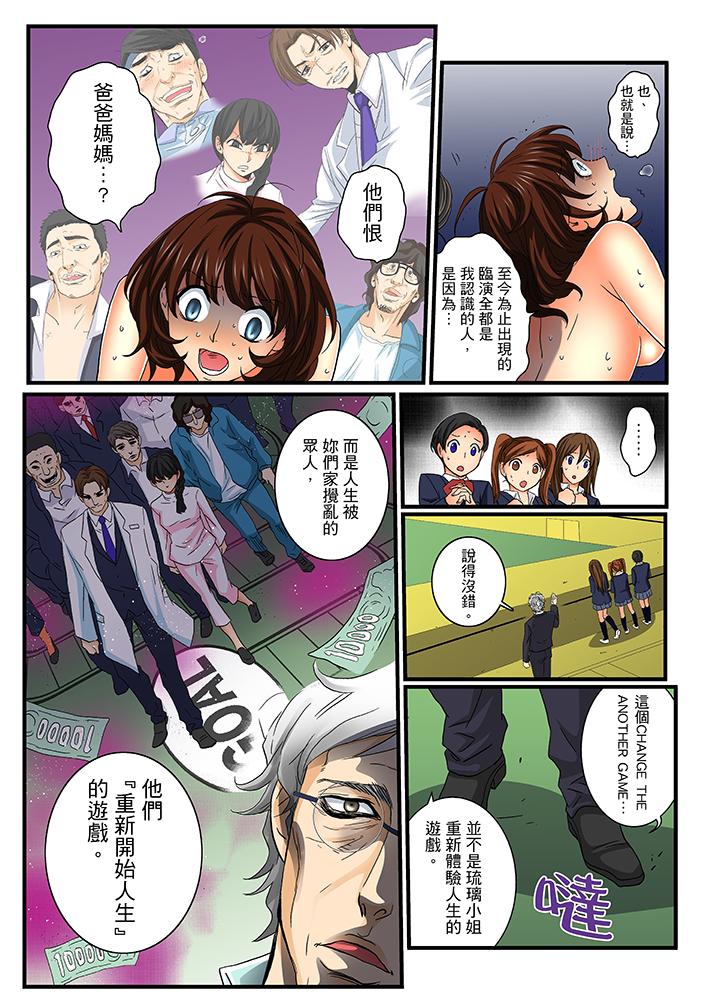 也、
也就是說…
至今為止出現的
臨演全都是
我認識的人，
是因為…
他們恨
爸爸媽媽…？
……
說得沒錯。
這個CHANGE THE
ANOTHER GAME…
並不是琉璃小姐
重新體驗人生的
遊戲。
噠
而是人生被
妳們家攪亂的
眾人，
GOAL
他們
『重新開始人生』
的遊戲。
100000
10000